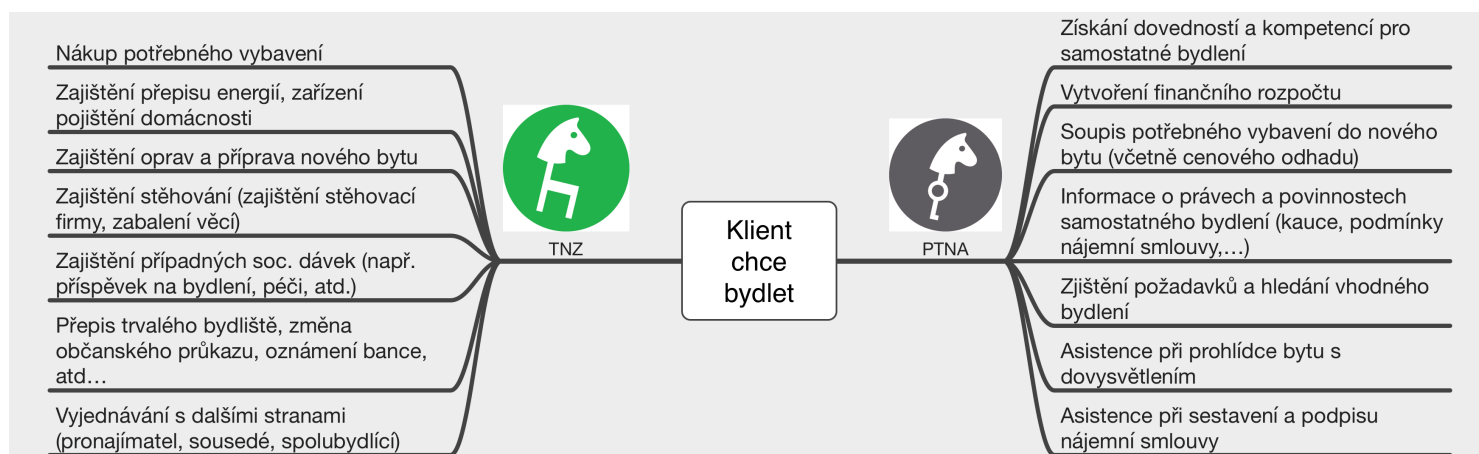 Nákup potřebného vybavení
Zajištění přepisu energií, zařízení
pojištění domácnosti
Zajištění oprav a příprava nového bytu
Zajištění stěhování (zajištění stěhovací
firmy, zabalení věcí)
Zajištění případných soc. dávek (např.
příspěvek na bydlení, péči, atd.)
Přepis trvalého bydliště, změna
občanského průkazu, oznámení bance,
atd…
Vyjednávání s dalšími stranami
(pronajímatel, sousedé, spolubydlící)
TNZ
Klient
chce
bydlet
PTNA
Získání dovedností a kompetencí pro
samostatné bydlení
Vytvoření finančního rozpočtu
Soupis potřebného vybavení do nového
bytu (včetně cenového odhadu)
Informace o právech a povinnostech
samostatného bydlení (kauce, podmínky
nájemní smlouvy,…)
Zjištění požadavků a hledání vhodného
bydlení
Asistence při prohlídce bytu s
dovysvětlením
Asistence při sestavení a podpisu
nájemní smlouvy